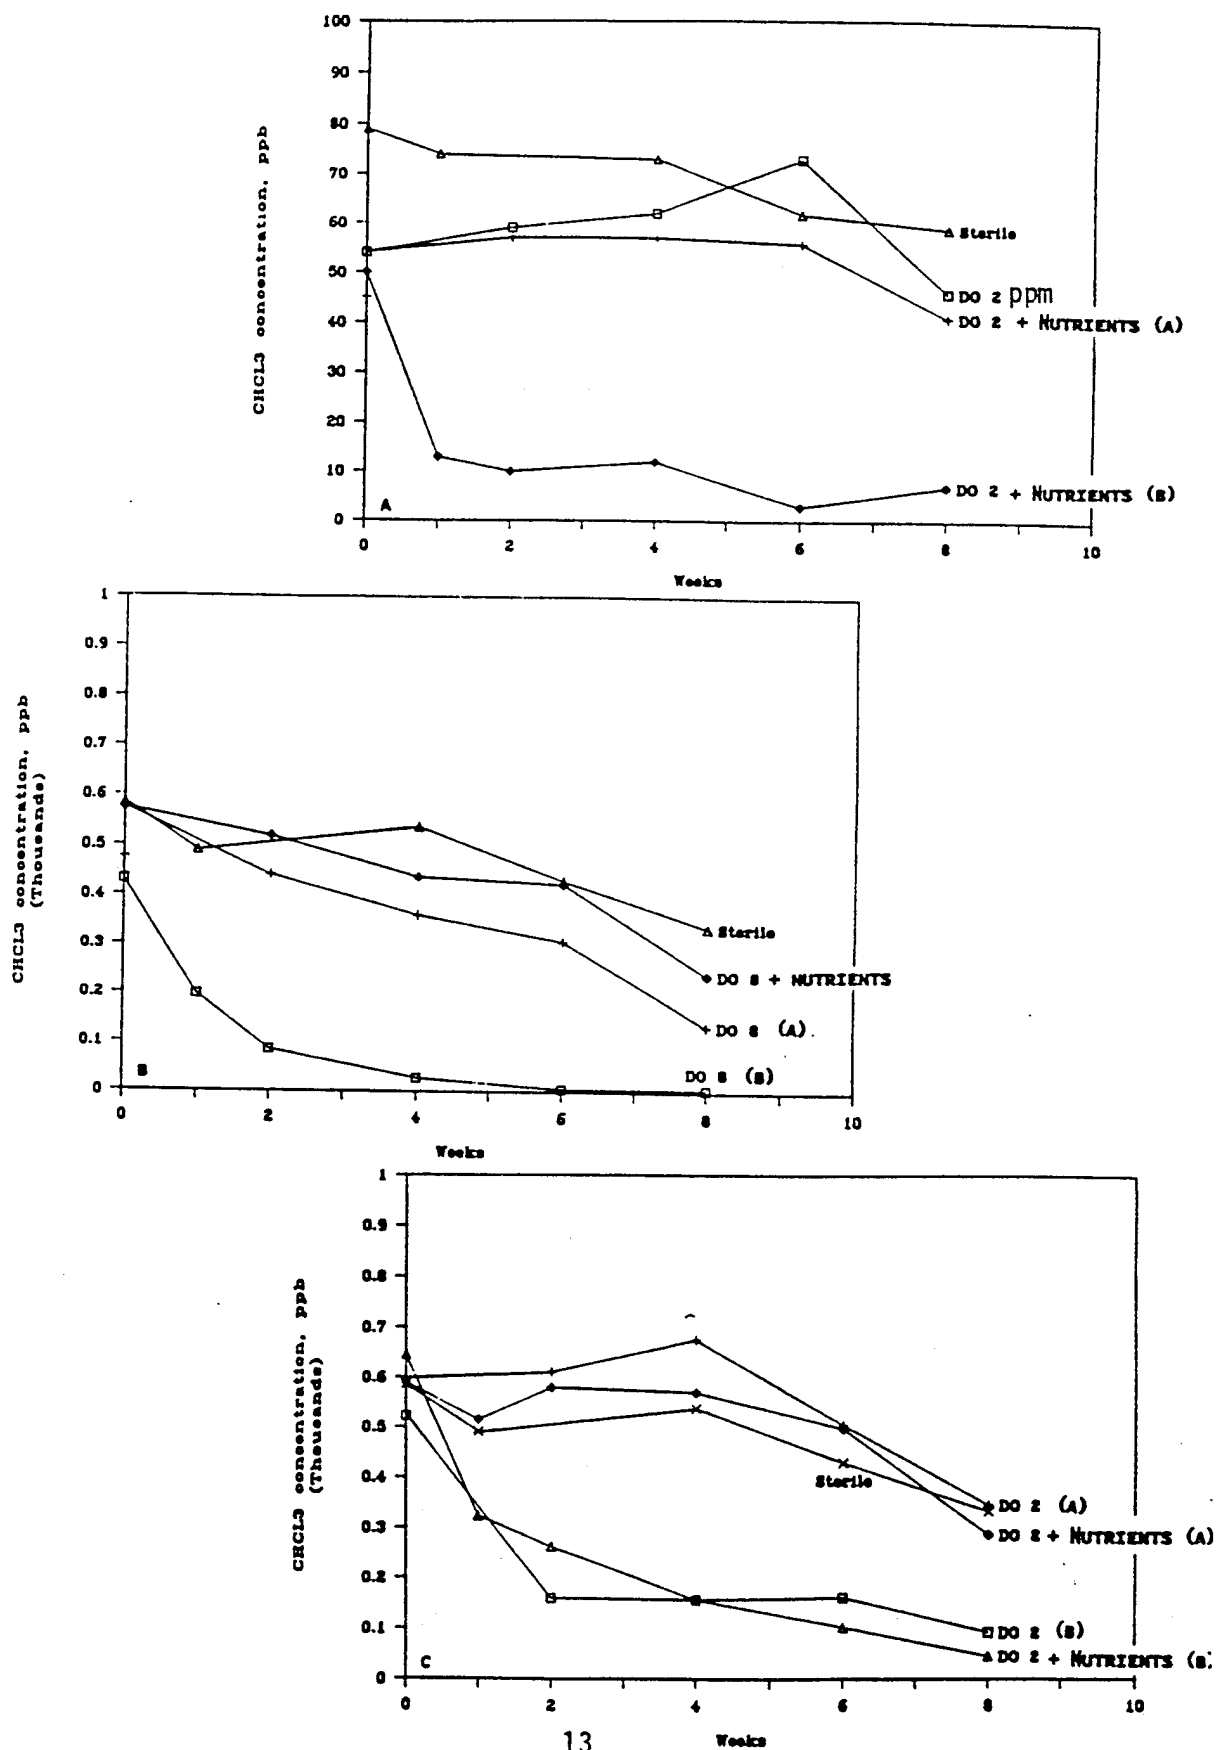 100
90
80
70
60
50
40
30
20
10
0
CHCL3 concentration, ppb
Sterile
DO 2 ppm
DO 2 + NUTRIENTS (A)
DO 2 + NUTRIENTS (B)
A
0 2 4 6 8 10
Weeks
1
0.9
0.8
0.7
0.6
0.5
0.4
0.3
0.2
0.1
0
CHCL3 concentration, ppb
(Thousands)
Sterile
DO 8 + NUTRIENTS
DO 8 (A)
DO 8 (B)
B
0 2 4 6 8 10
Weeks
1
0.9
0.8
0.7
0.6
0.5
0.4
0.3
0.2
0.1
0
CHCL3 concentration, ppb
(Thousands)
Sterile
DO 2 (A)
DO 2 + NUTRIENTS (A)
DO 2 (B)
DO 2 + NUTRIENTS (B)
C
0 2 4 6 8 10
13
Weeks